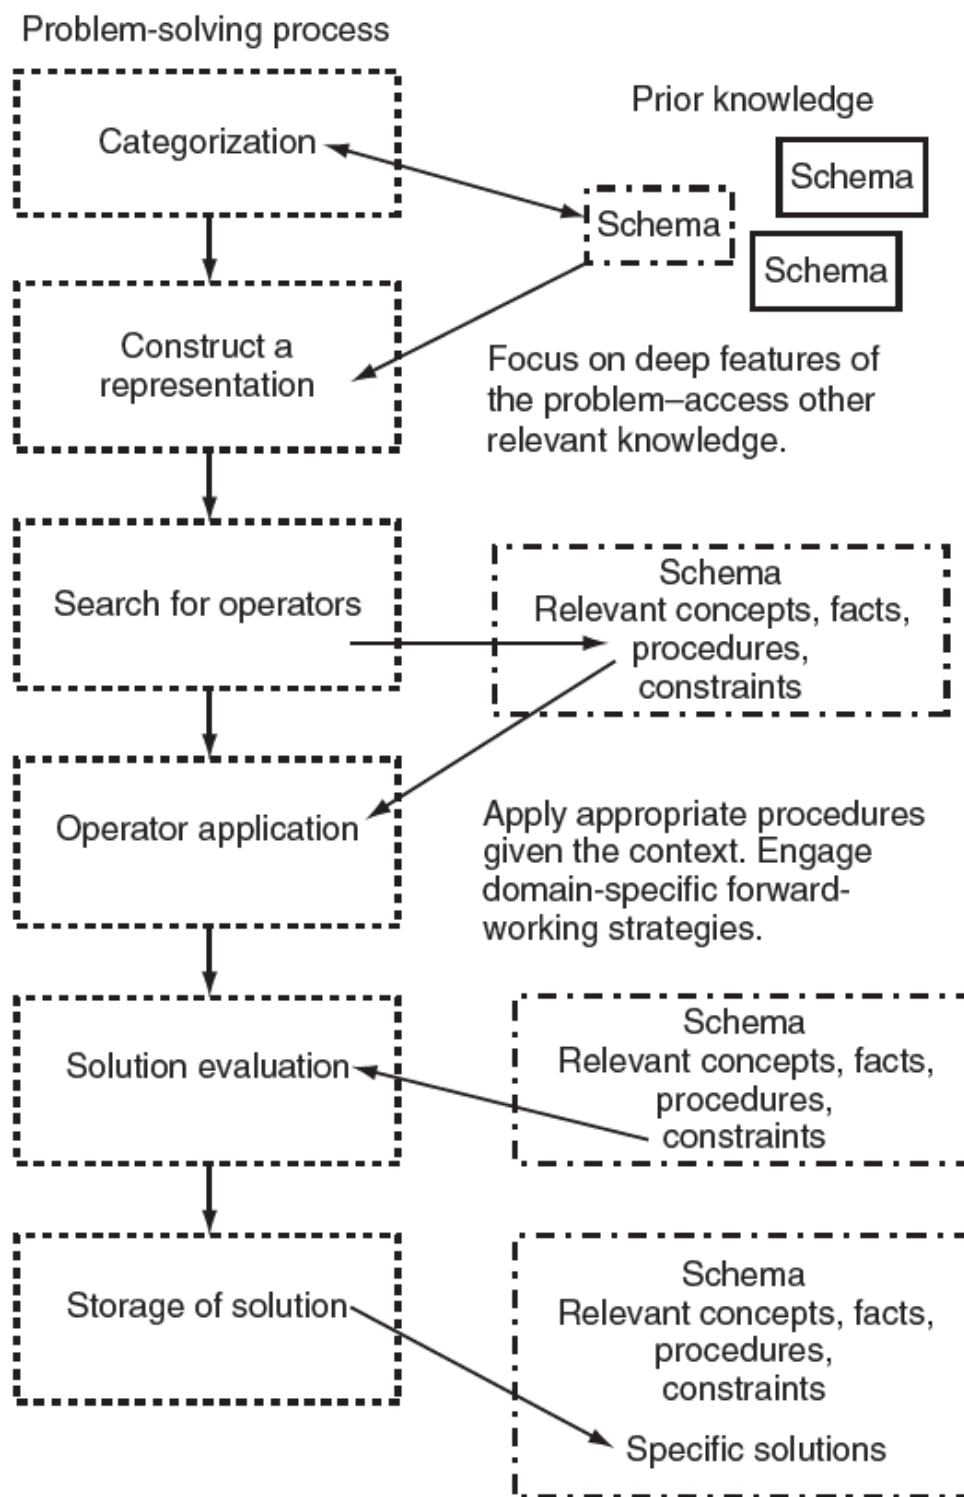 Problem-solving process
Categorization
Prior knowledge
Schema
Schema
Schema
Construct a
representation
Focus on deep features of
the problem–access other
relevant knowledge.
Search for operators
Schema
Relevant concepts, facts,
procedures,
constraints
Operator application
Apply appropriate procedures
given the context. Engage
domain-specific forward-
working strategies.
Solution evaluation
Schema
Relevant concepts, facts,
procedures,
constraints
Storage of solution
Schema
Relevant concepts, facts,
procedures,
constraints
Specific solutions